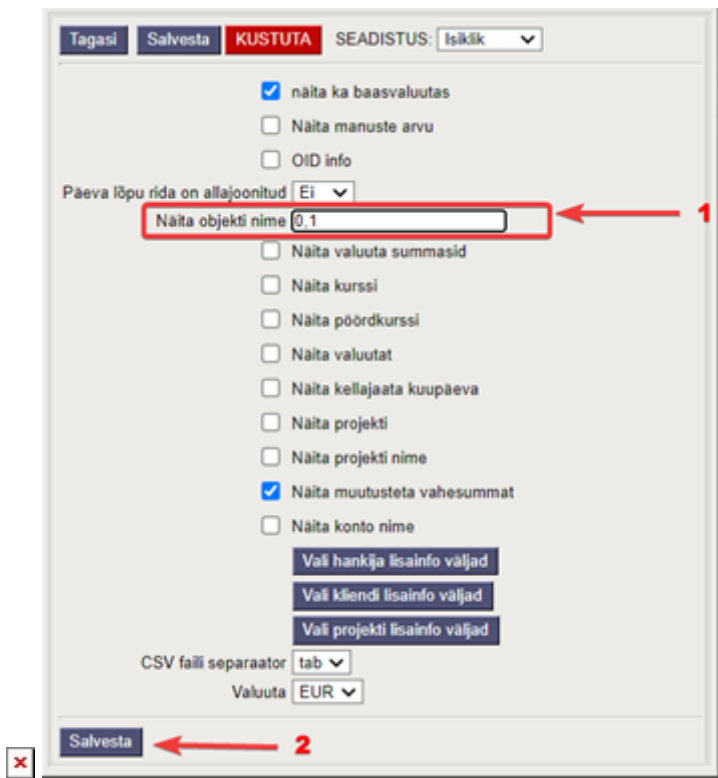 Tagasi Salvesta KUSTUTA SEADISTUS: Isiklik
näita ka baasvaluutas
Näita manuste arvu
OID info
Päeva lõpu rida on allajoonitud Ei
Näita objekti nime 0,1 1
Näita valuuta summasid
Näita kurssi
Näita pöördkurssi
Näita valuutat
Näita kellajaata kuupäeva
Näita projekti
Näita projekti nime
Näita muutusteta vahesummat
Näita konto nime
Vali hankija lisainfo väljad
Vali kliendi lisainfo väljad
Vali projekti lisainfo väljad
CSV faili separaator tab
Valuuta EUR
Salvesta 2